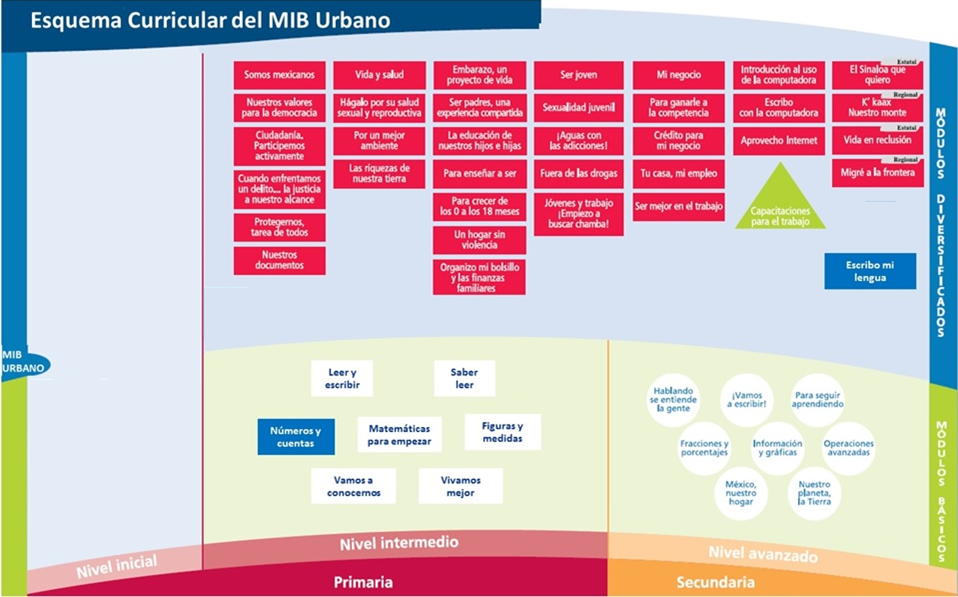 Esquema Curricular del MIB Urbano
Somos mexicanos
Nuestros valores
para la democracia
Ciudadanía.
Participemos
activamente
Cuando enfrentamos
un delito... la justicia
a nuestro alcance
Protegernos,
tarea de todos
Nuestros
documentos
Vida y salud
Hágalo por su salud
sexual y reproductiva
Por un mejor
ambiente
Las riquezas de
nuestra tierra
Embarazo, un
proyecto de vida
Ser padres, una
experiencia compartida
La educación de
nuestros hijos e hijas
Para enseñar a ser
Para crecer de
los 0 a los 18 meses
Un hogar sin
violencia
Organizo mi bolsillo
y las finanzas
familiares
Ser joven
Sexualidad juvenil
¡Aguas con
las adicciones!
Fuera de las drogas
Jóvenes y trabajo
¡Empiezo a
buscar chamba!
Mi negocio
Para ganarle a
la competencia
Crédito para
mi negocio
Tu casa, mi empleo
Ser mejor en el trabajo
Introducción al uso
de la computadora
Escribo
con la computadora
Aprovecho Internet
Capacitaciones
para el trabajo
Estatal
El Sinaloa que
quiero
Regional
K' kaax
Nuestro monte
Estatal
Vida en reclusión
Regional
Migré a la frontera
Escribo mi
lengua
MÓDULOS DIVERSIFICADOS
MIB
URBANO
Leer y
escribir
Saber
leer
Números y
cuentas
Matemáticas
para empezar
Figuras y
medidas
Vamos a
conocernos
Vivamos
mejor
Hablando
se entiende
la gente
¡Vamos
a escribir!
Para seguir
aprendiendo
Fracciones y
porcentajes
Información
y gráficas
Operaciones
avanzadas
México,
nuestro
hogar
Nuestro
planeta,
la Tierra
MÓDULOS BÁSICOS
Nivel inicial
Nivel intermedio
Nivel avanzado
Primaria
Secundaria